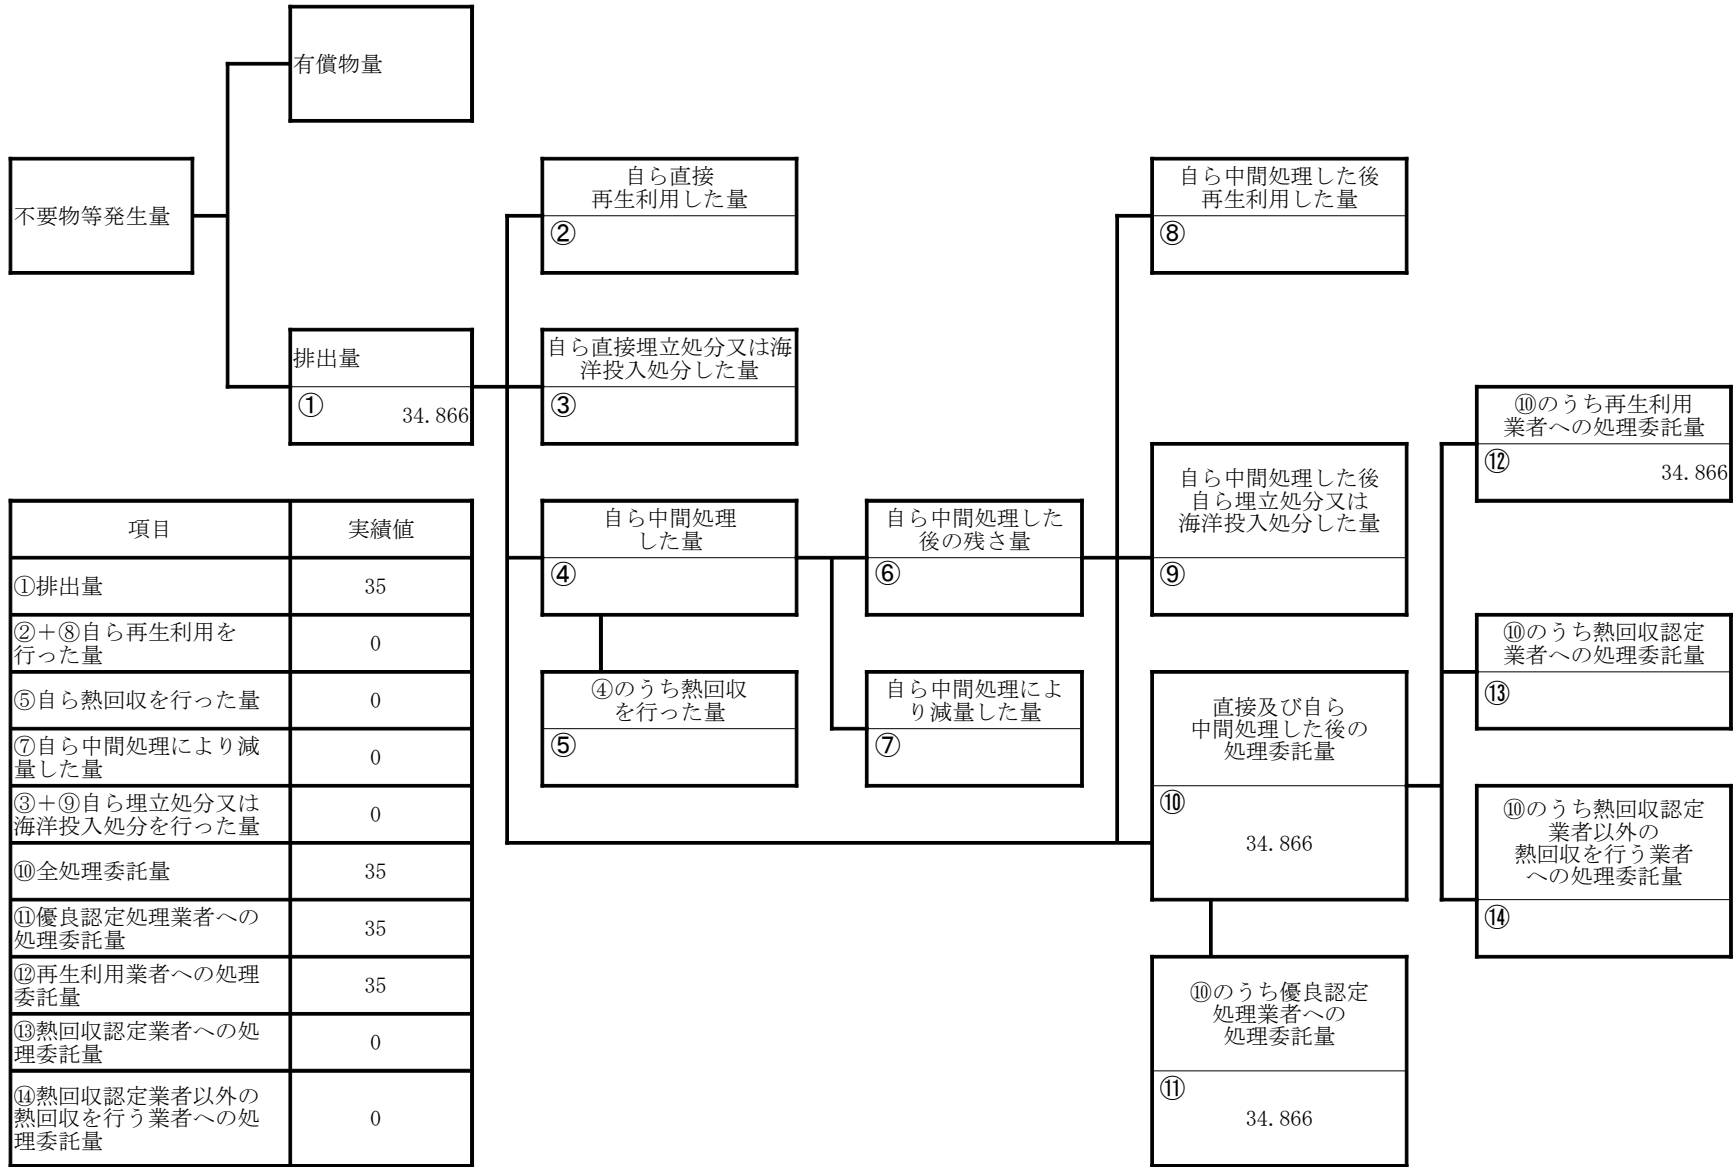 有償物量
不要物等発生量
自ら直接
再生利用した量
②
自ら中間処理した後
再生利用した量
⑧
排出量
① 34.866
自ら直接埋立処分又は海
洋投入処分した量
③
⑩のうち再生利用
業者への処理委託量
⑫ 34.866
自ら中間処理
した量
④
自ら中間処理した
後の残さ量
⑥
自ら中間処理した後
自ら埋立処分又は
海洋投入処分した量
⑨
④のうち熱回収
を行った量
⑤
自ら中間処理によ
り減量した量
⑦
直接及び自ら
中間処理した後の
処理委託量
⑩
34.866
⑩のうち熱回収認定
業者への処理委託量
⑬
⑩のうち熱回収認定
業者以外の
熱回収を行う業者
への処理委託量
⑭
⑩のうち優良認定
処理業者への
処理委託量
⑪
34.866
項目 実績値
①排出量 35
②+⑧自ら再生利用を
行った量 0
⑤自ら熱回収を行った量 0
⑦自ら中間処理により減
量した量 0
③+⑨自ら埋立処分又は
海洋投入処分を行った量 0
⑩全処理委託量 35
⑪優良認定処理業者への
処理委託量 35
⑫再生利用業者への処理
委託量 35
⑬熱回収認定業者への処
理委託量 0
⑭熱回収認定業者以外の
熱回収を行う業者への処
理委託量 0